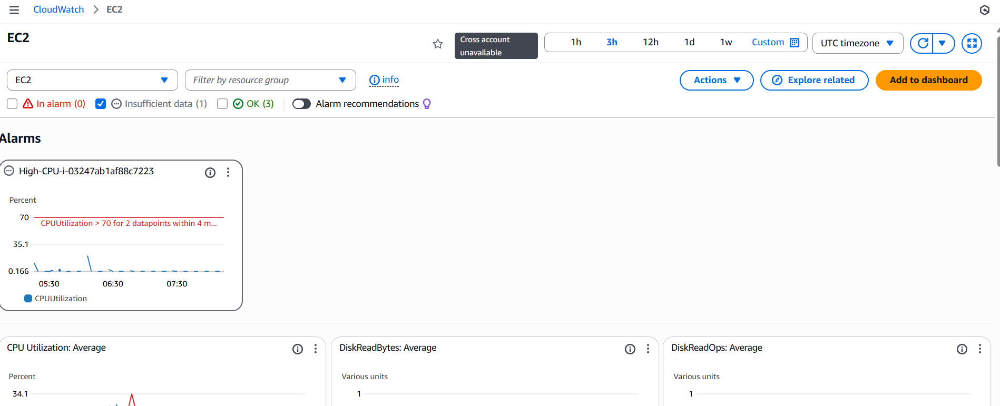 CloudWatch > EC2
EC2
Cross account
unavailable
1h 3h 12h 1d 1w Custom
UTC timezone
EC2
Filter by resource group
info
Actions
Explore related
Add to dashboard
In alarm (0)
Insufficient data (1)
OK (3)
Alarm recommendations
Alarms
High-CPU-i-03247ab1af88c7223
Percent
70
CPUUtilization > 70 for 2 datapoints within 4 m...
35.1
0.166
05:30 06:30 07:30
CPUUtilization
CPU Utilization: Average
Percent
34.1
DiskReadBytes: Average
Various units
1
DiskReadOps: Average
Various units
1